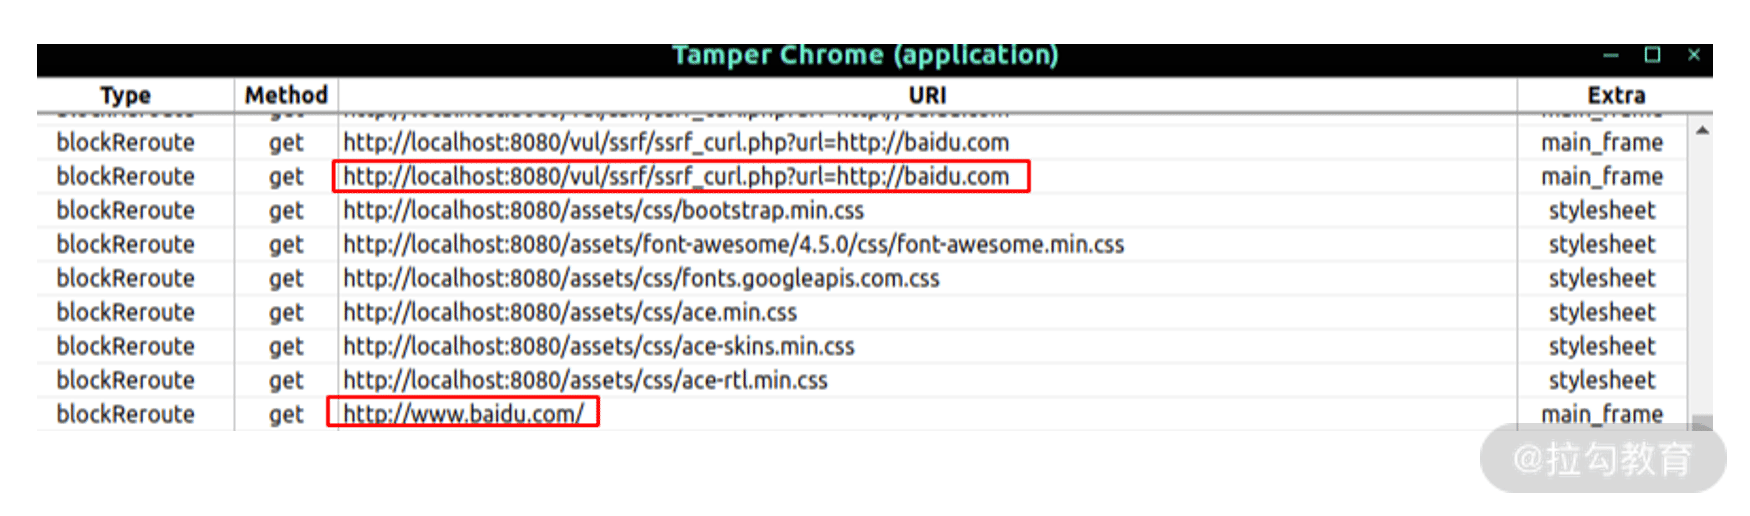 Tamper Chrome (application)
Type Method URI Extra
blockReroute get http://localhost:8080/vul/ssrf/ssrf_curl.php?url=http://baidu.com main_frame
blockReroute get http://localhost:8080/vul/ssrf/ssrf_curl.php?url=http://baidu.com main_frame
blockReroute get http://localhost:8080/assets/css/bootstrap.min.css stylesheet
blockReroute get http://localhost:8080/assets/font-awesome/4.5.0/css/font-awesome.min.css stylesheet
blockReroute get http://localhost:8080/assets/css/fonts.googleapis.com.css stylesheet
blockReroute get http://localhost:8080/assets/css/ace.min.css stylesheet
blockReroute get http://localhost:8080/assets/css/ace-skins.min.css stylesheet
blockReroute get http://localhost:8080/assets/css/ace-rtl.min.css stylesheet
blockReroute get http://www.baidu.com/ main_frame
@拉勾教育